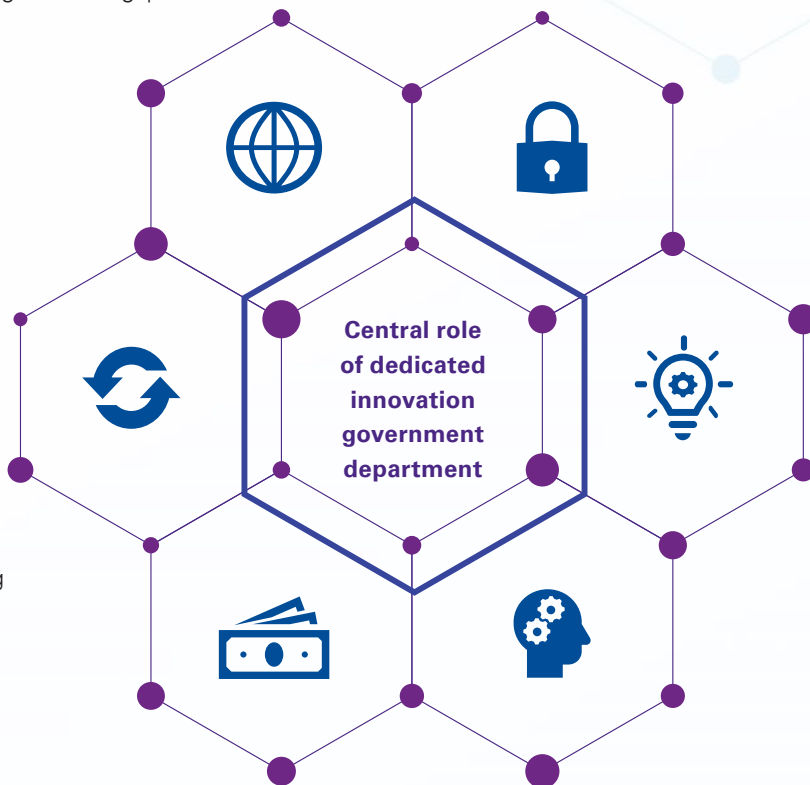 Central role
of dedicated
innovation
government
department
g